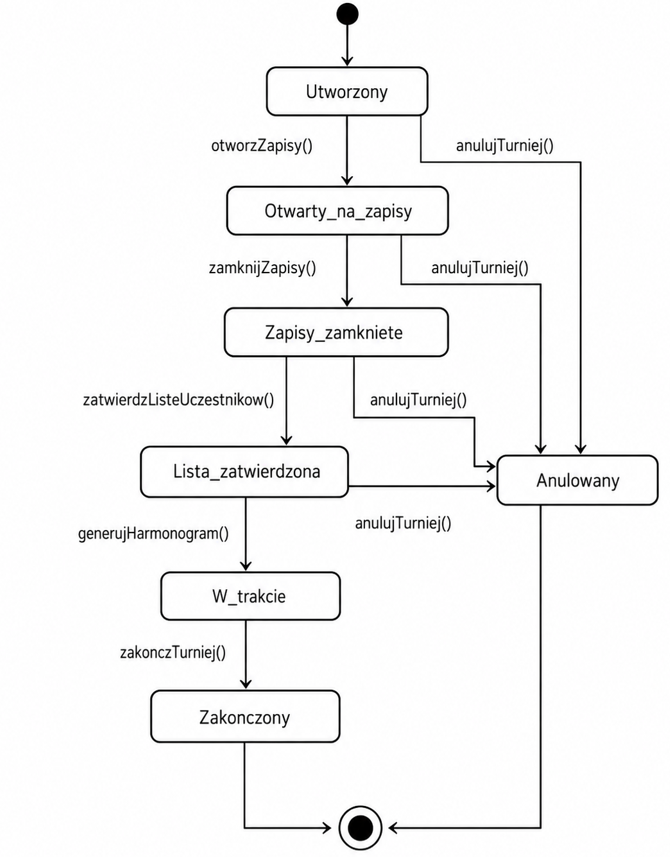 Utworzony
otworzZapisy()
anulujTurniej()
Otwarty_na_zapisy
zamknijZapisy()
anulujTurniej()
Zapisy_zamkniete
zatwierdzListeUczestnikow()
anulujTurniej()
Lista_zatwierdzona
Anulowany
anulujTurniej()
generujHarmonogram()
W_trakcie
zakonczTurniej()
Zakonczony